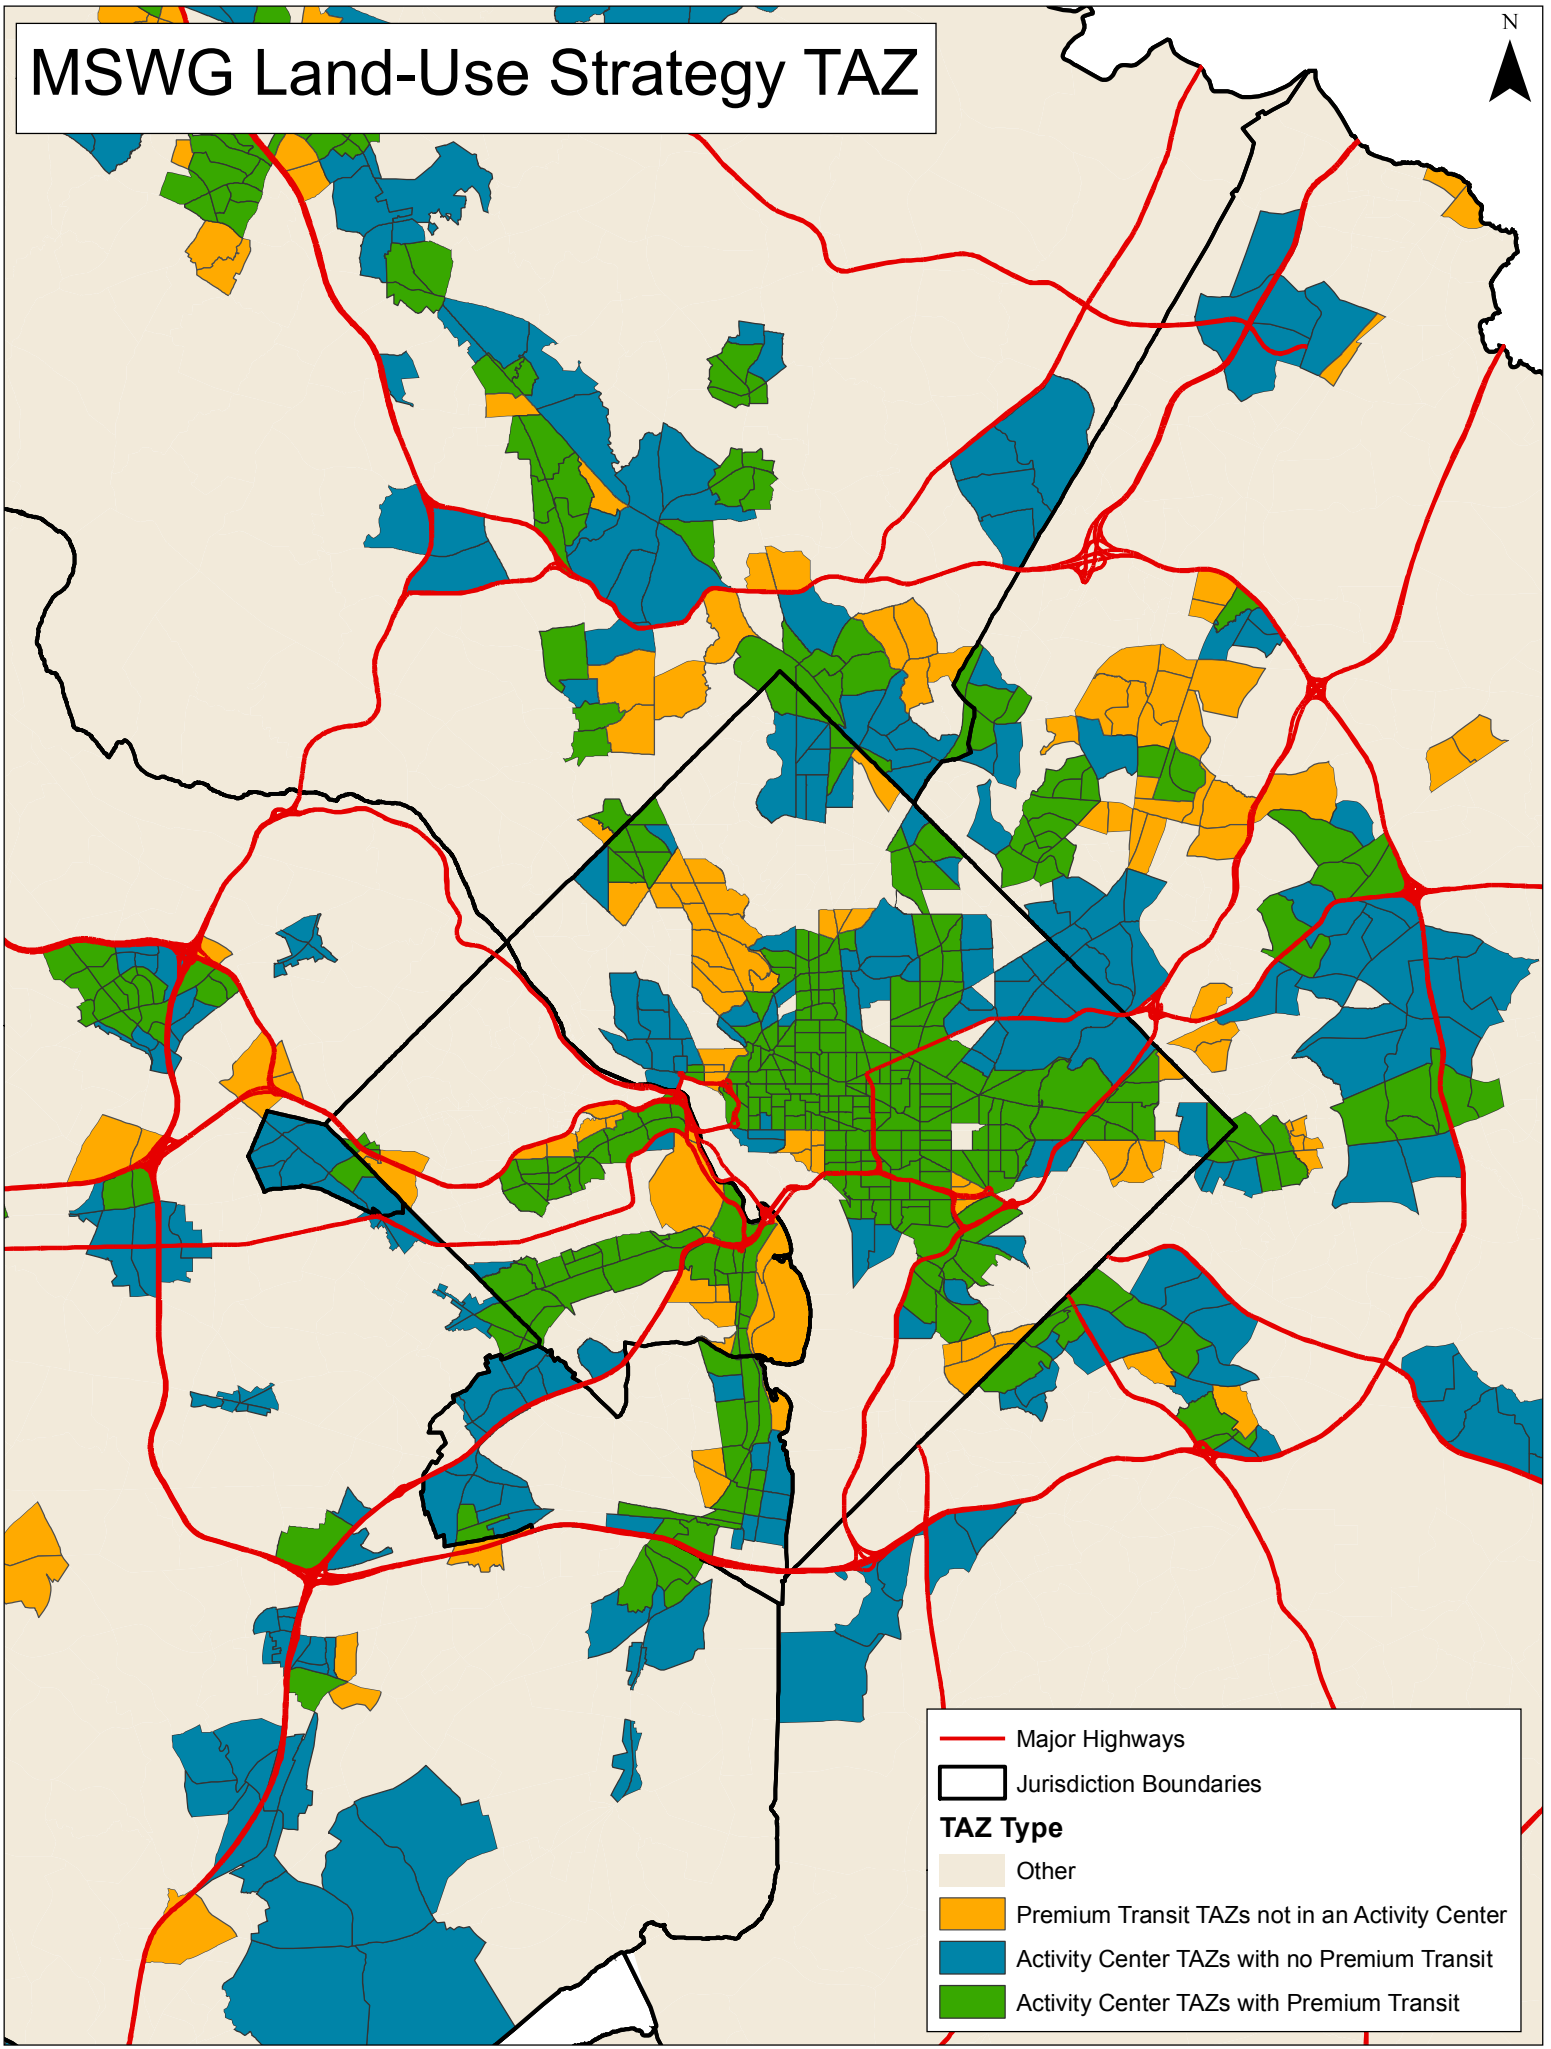 MSWG Land-Use Strategy TAZ
N
Major Highways
Jurisdiction Boundaries
TAZ Type
Other
Premium Transit TAZs not in an Activity Center
Activity Center TAZs with no Premium Transit
Activity Center TAZs with Premium Transit